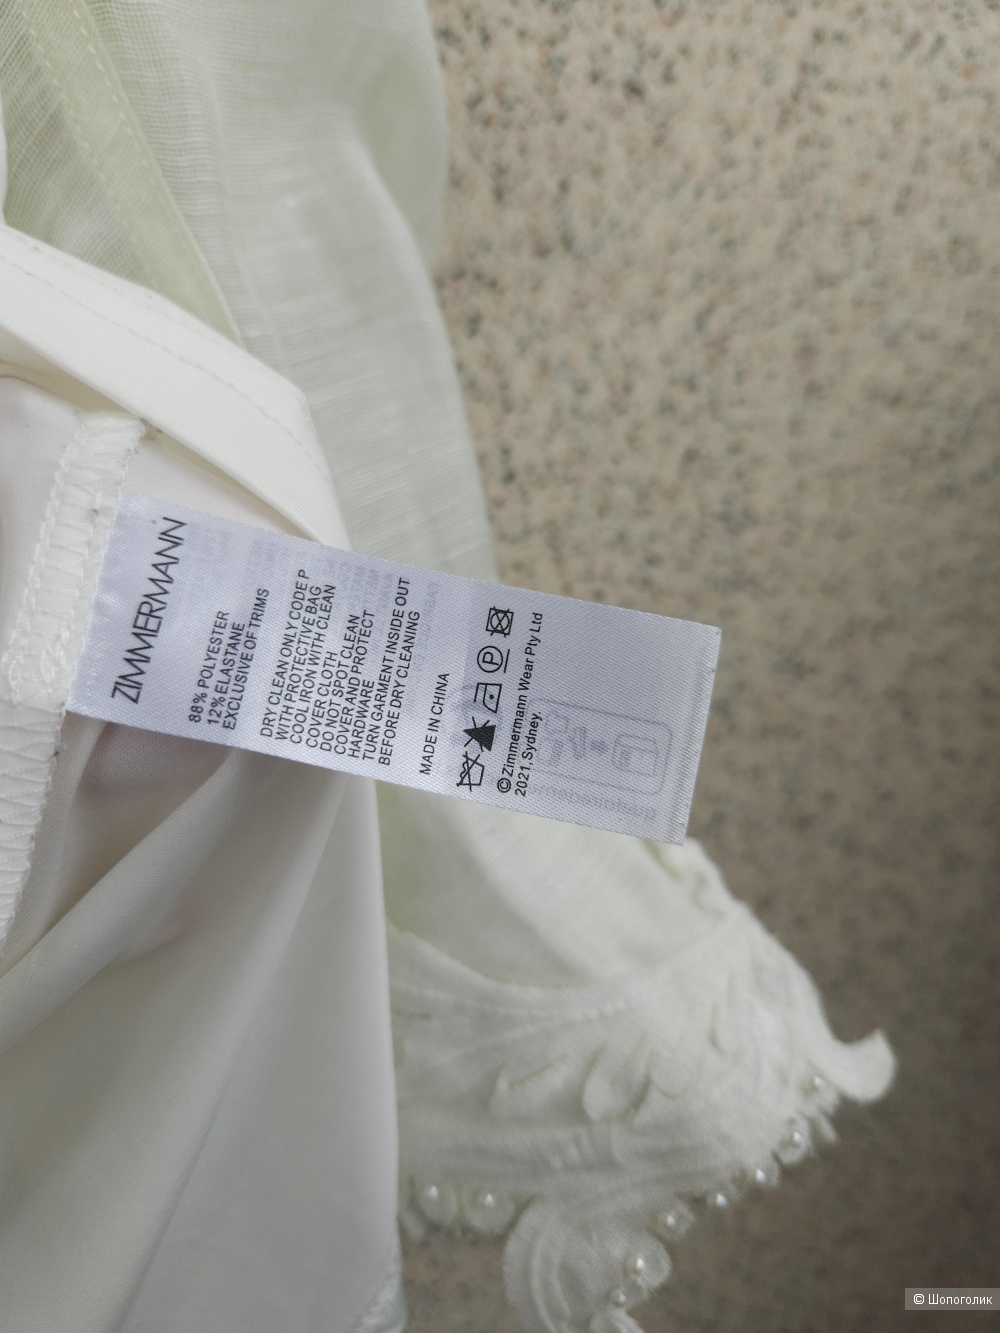 ZIMMERMANN
88% POLYESTER
12% ELASTANE
EXCLUSIVE OF TRIMS
DRY CLEAN ONLY CODE P
WITH PROTECTIVE BAG
COOL IRON WITH CLEAN
COVER CLOTH
DO NOT SPOT CLEAN
COVER AND PROTECT
HARDWARE
TURN GARMENT INSIDE OUT
BEFORE DRY CLEANING
MADE IN CHINA
P
© Zimmermann Wear Pty Ltd
2021, Sydney.
© Шопоголик